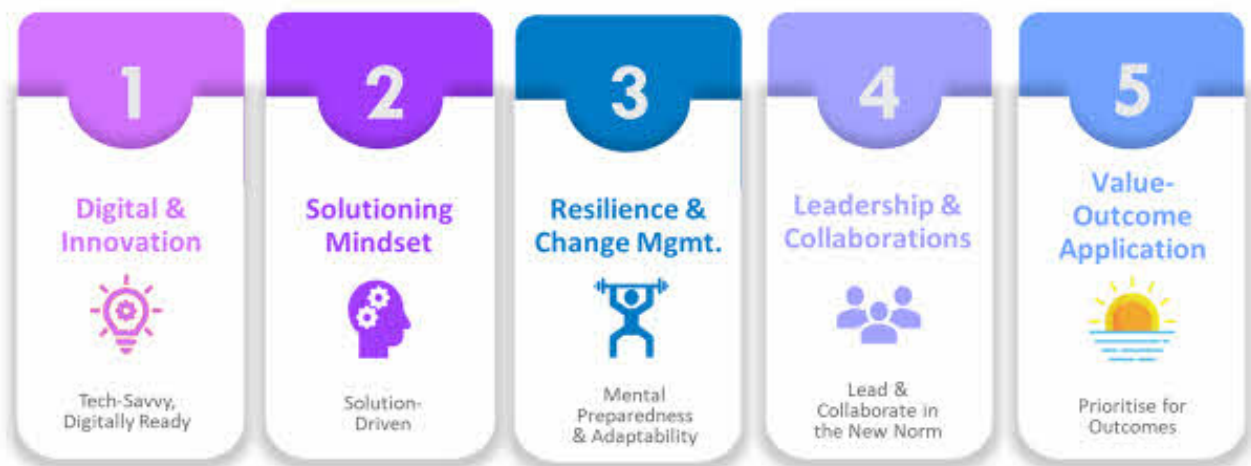 1
Digital &
Innovation
Tech-Savvy,
Digitally Ready
2
Solutioning
Mindset
Solution-
Driven
3
Resilience &
Change Mgmt.
Mental
Preparedness
& Adaptability
4
Leadership &
Collaborations
Lead &
Collaborate in
the New Norm
5
Value-
Outcome
Application
Prioritise for
Outcomes